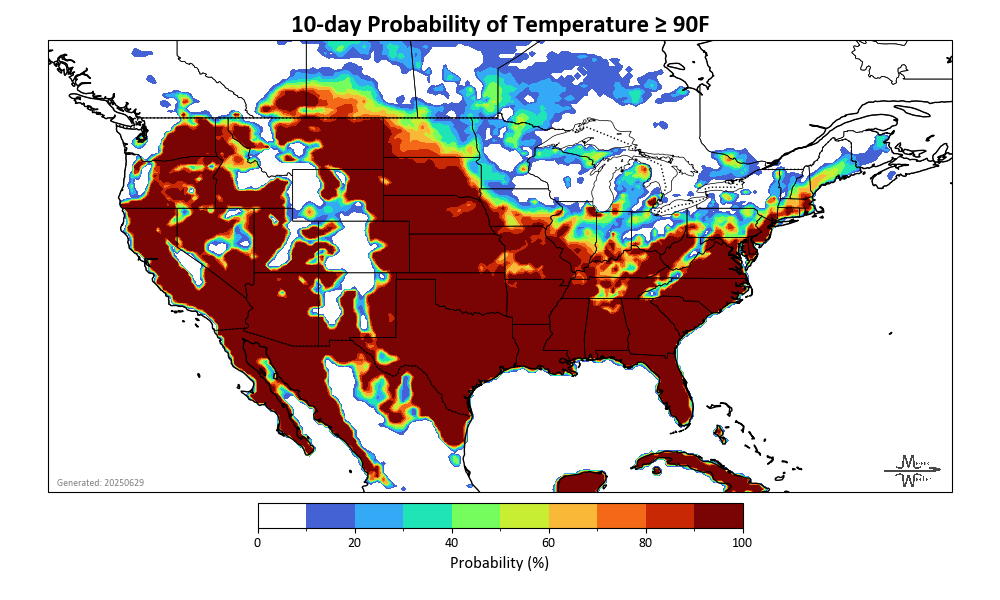 10-day Probability of Temperature ≥ 90F
Generated: 20250629
0 20 40 60 80 100
Probability (%)